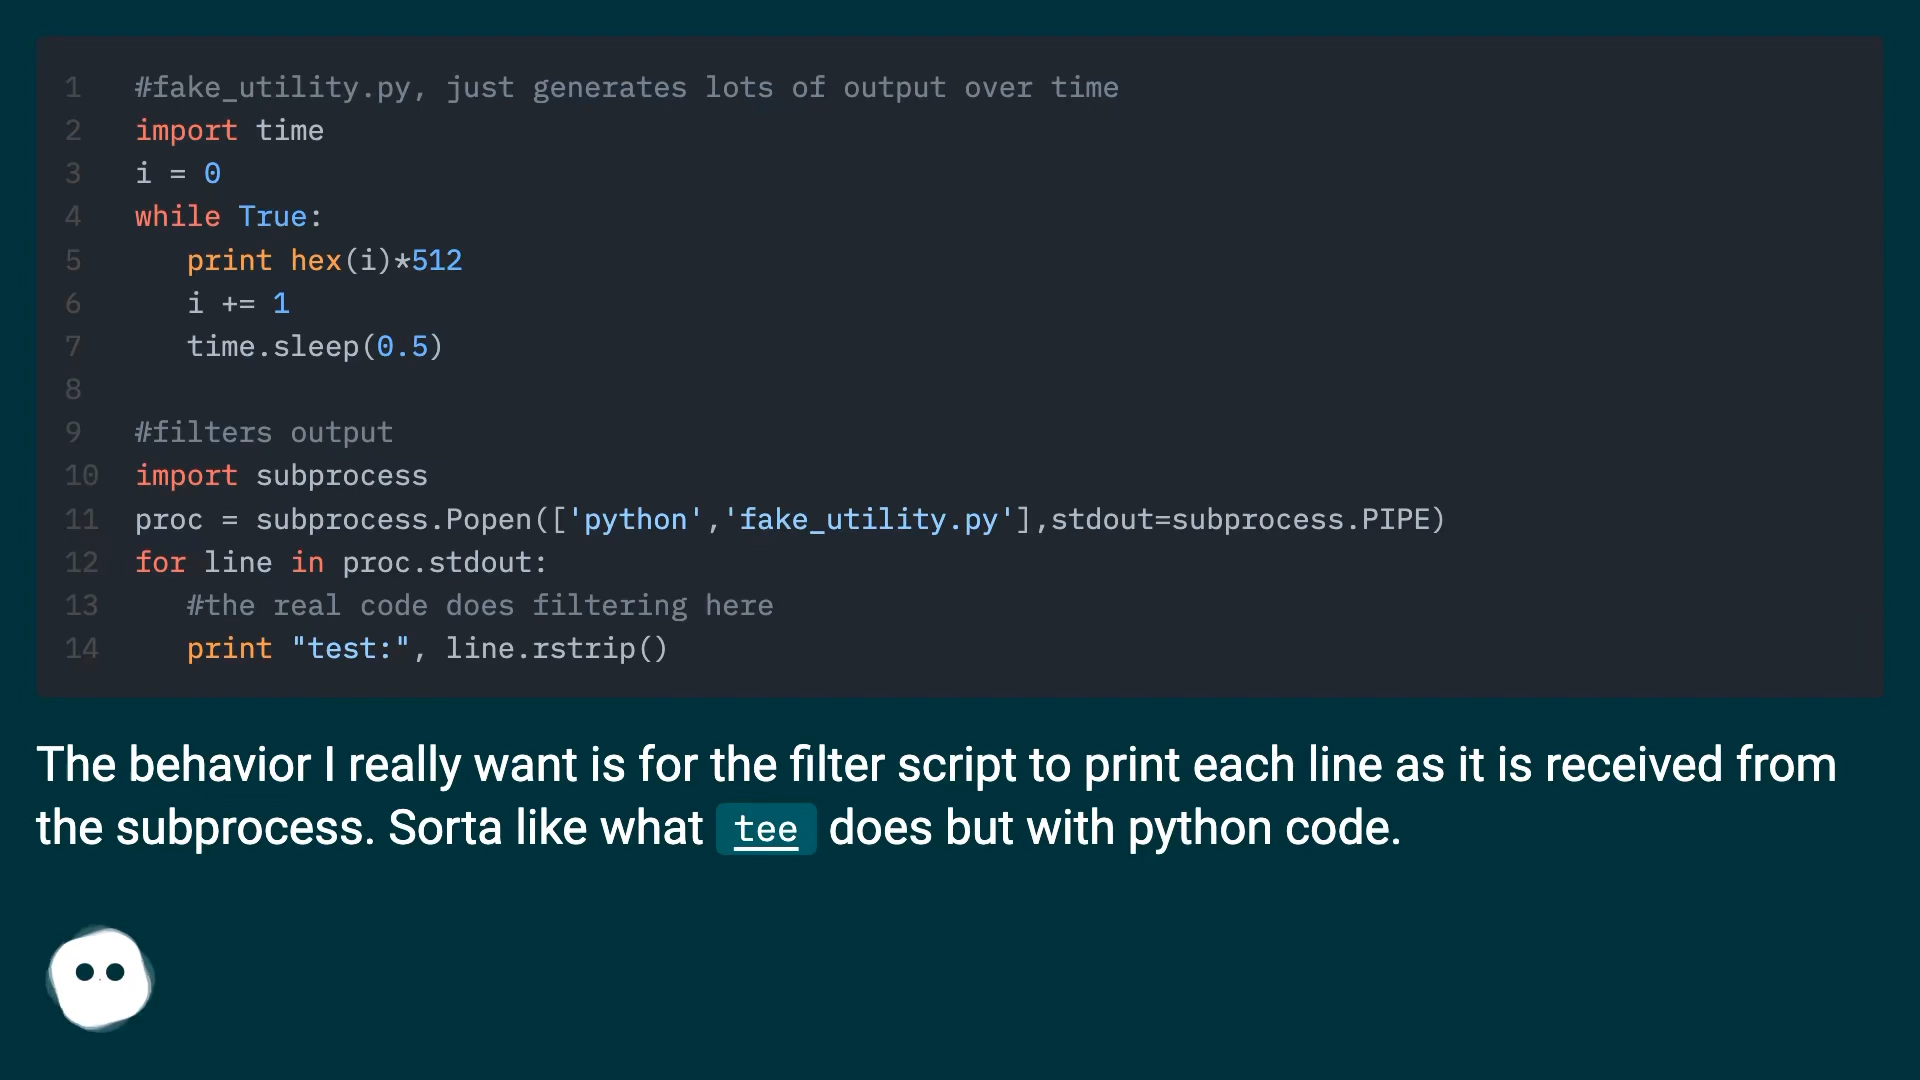 1 #fake_utility.py, just generates lots of output over time
2 import time
3 i = 0
4 while True:
5    print hex(i)*512
6    i += 1
7    time.sleep(0.5)
8
9 #filters output
10 import subprocess
11 proc = subprocess.Popen(['python','fake_utility.py'],stdout=subprocess.PIPE)
12 for line in proc.stdout:
13    #the real code does filtering here
14    print "test:", line.rstrip()
The behavior I really want is for the filter script to print each line as it is received from
the subprocess. Sorta like what tee does but with python code.